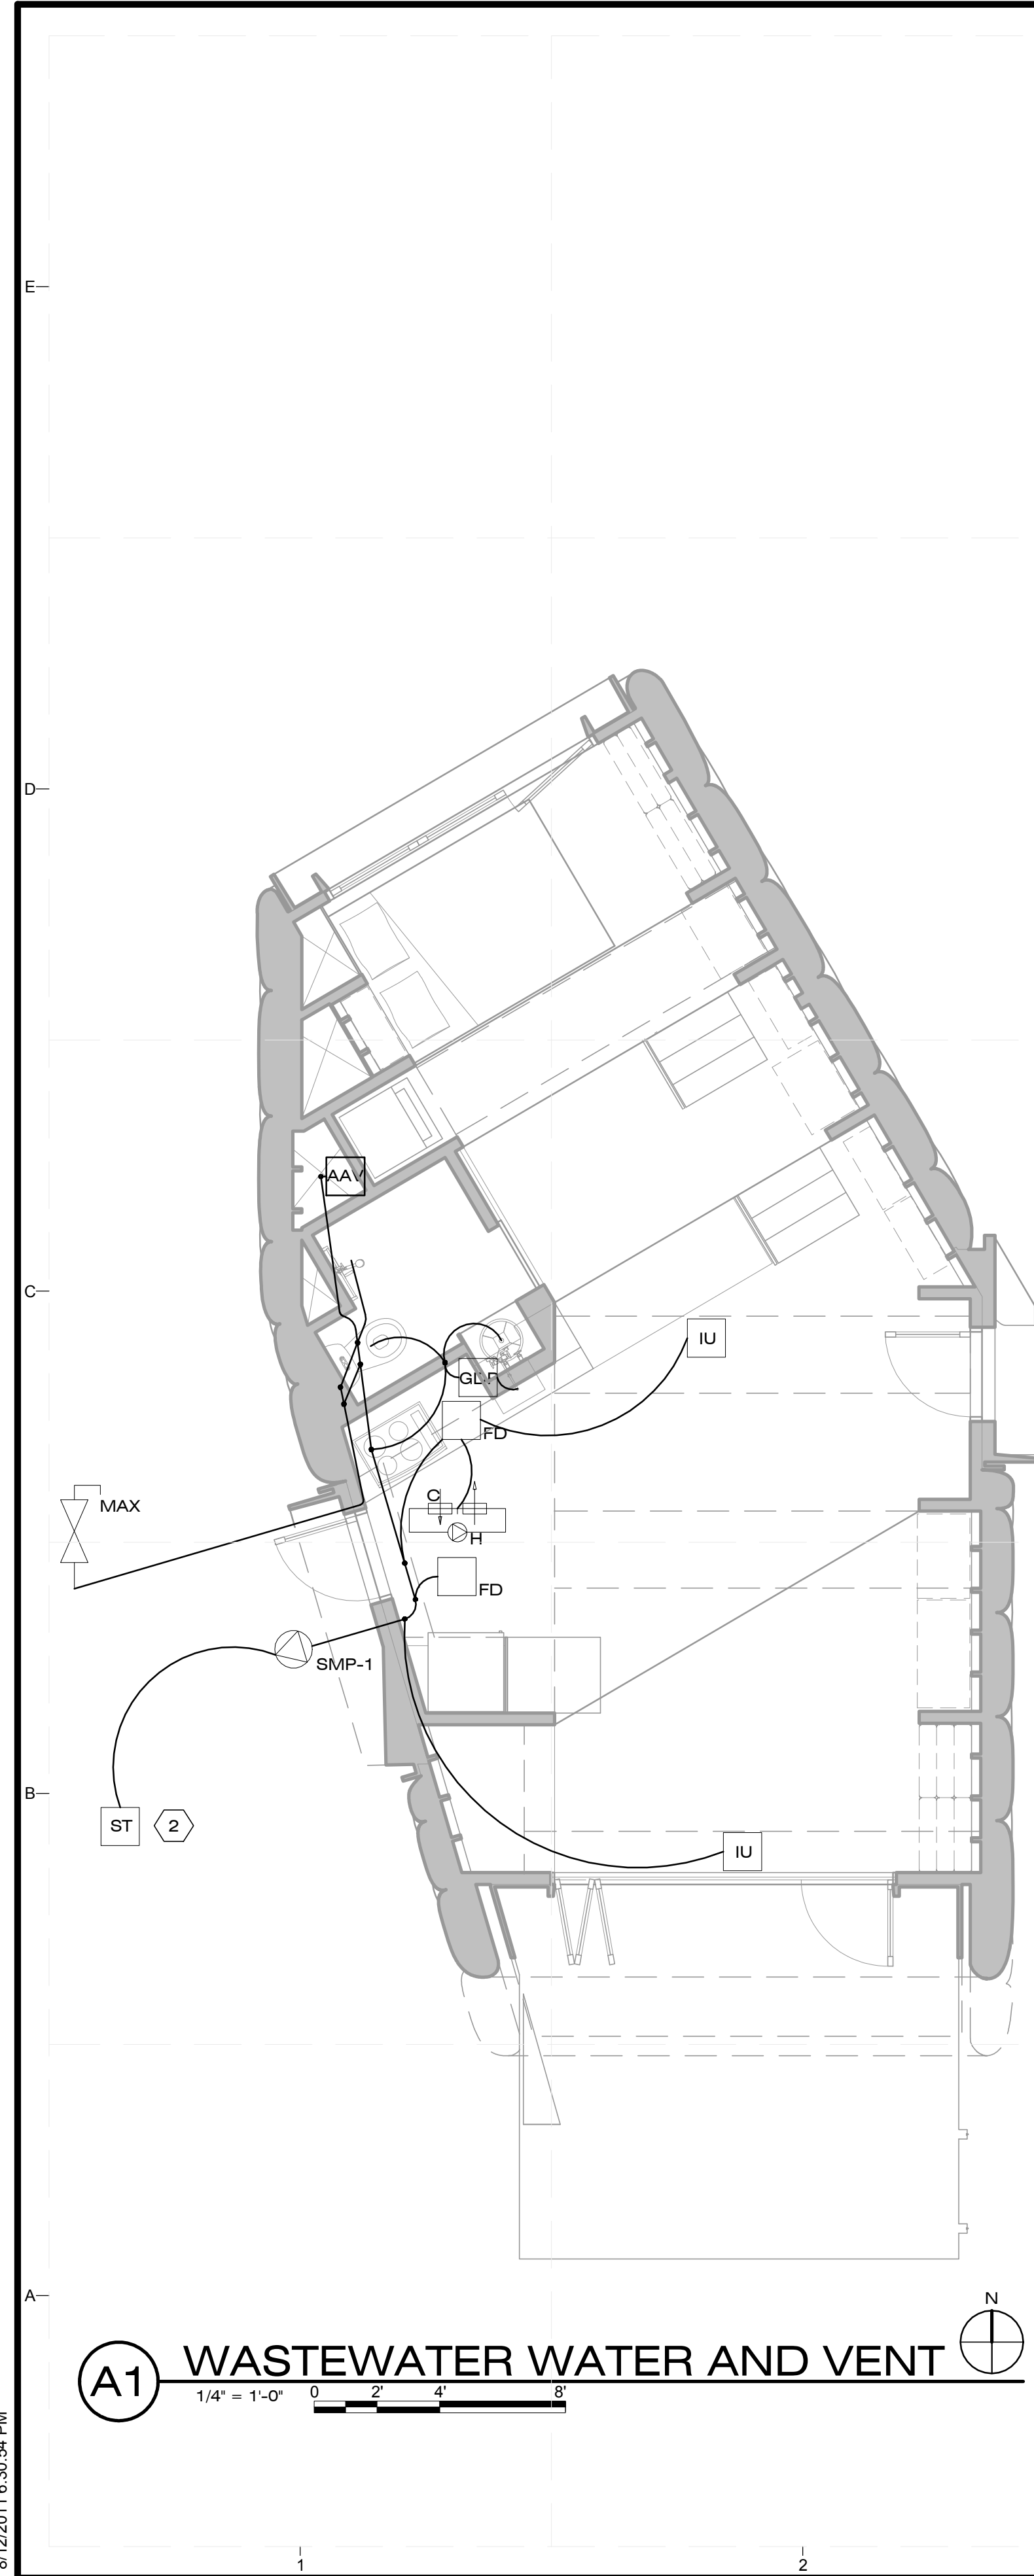 E
D
AAV
C
IU
FD
MAX
C
H
FD
SMP-1
B
ST
2
IU
A
N
A1
WASTEWATER WATER AND VENT
1/4" = 1'-0"
0 2' 4' 8'
1
2